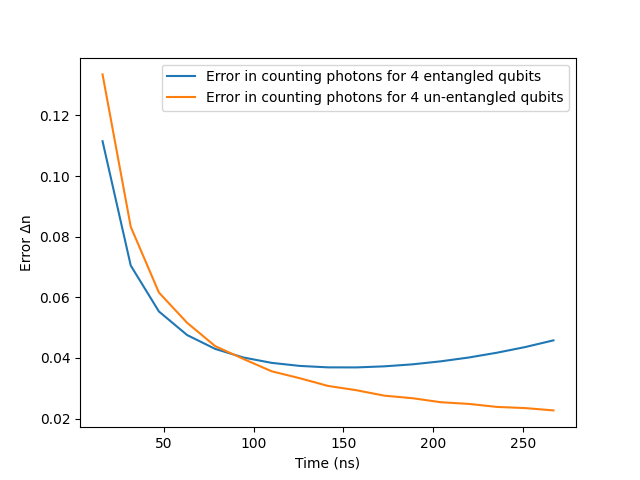 Error in counting photons for 4 entangled qubits
Error in counting photons for 4 un-entangled qubits
0.12
0.10
0.08
0.06
0.04
0.02
Error Δn
50
100
150
200
250
Time (ns)